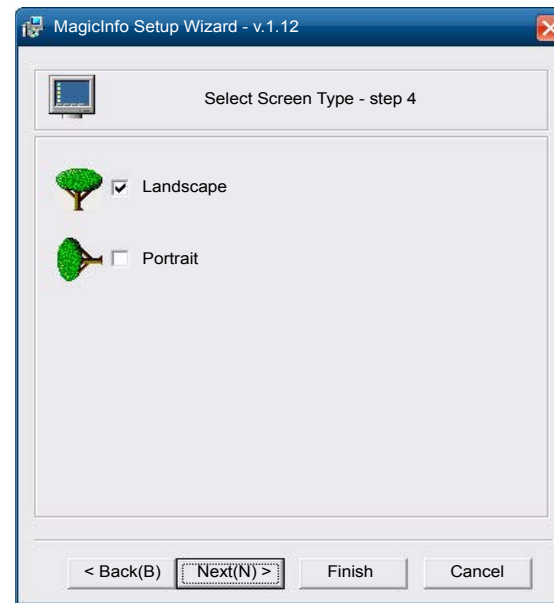 MagicInfo Setup Wizard - v.1.12
Select Screen Type - step 4
Landscape
Portrait
< Back(B) Next(N) > Finish Cancel